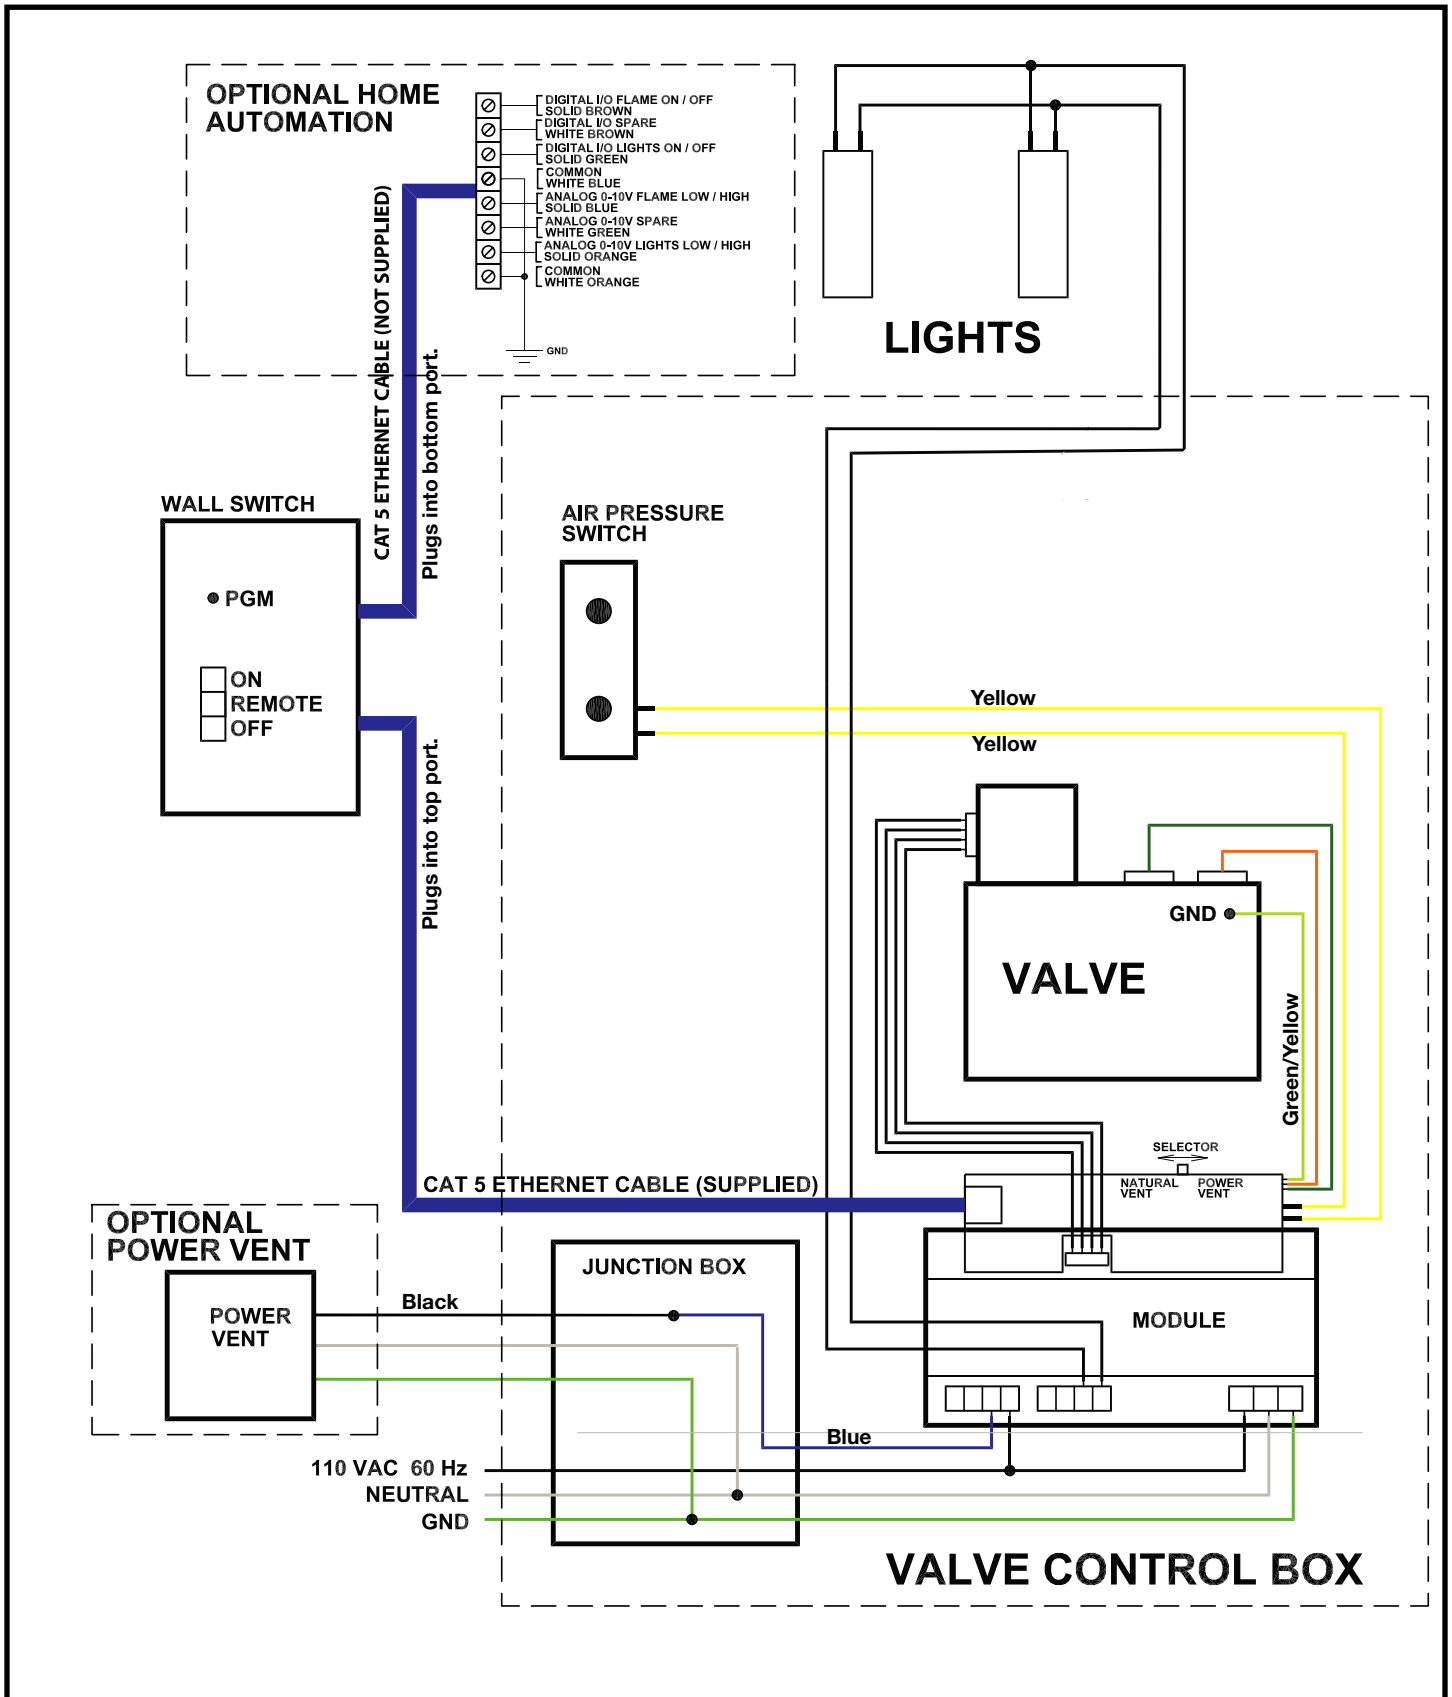 OPTIONAL HOME
AUTOMATION
DIGITAL I/O FLAME ON / OFF
SOLID BROWN
DIGITAL I/O SPARE
WHITE BROWN
DIGITAL I/O LIGHTS ON / OFF
SOLID GREEN
COMMON
WHITE BLUE
ANALOG 0-10V FLAME LOW / HIGH
SOLID BLUE
ANALOG 0-10V SPARE
WHITE GREEN
ANALOG 0-10V LIGHTS LOW / HIGH
SOLID ORANGE
COMMON
WHITE ORANGE
GND
LIGHTS
CAT 5 ETHERNET CABLE (NOT SUPPLIED)
Plugs into bottom port.
WALL SWITCH
PGM
ON
REMOTE
OFF
AIR PRESSURE
SWITCH
Yellow
Yellow
Plugs into top port.
GND
VALVE
Green/Yellow
SELECTOR
NATURAL
VENT
POWER
VENT
CAT 5 ETHERNET CABLE (SUPPLIED)
OPTIONAL
POWER VENT
POWER
VENT
Black
JUNCTION BOX
MODULE
Blue
110 VAC 60 Hz
NEUTRAL
GND
VALVE CONTROL BOX